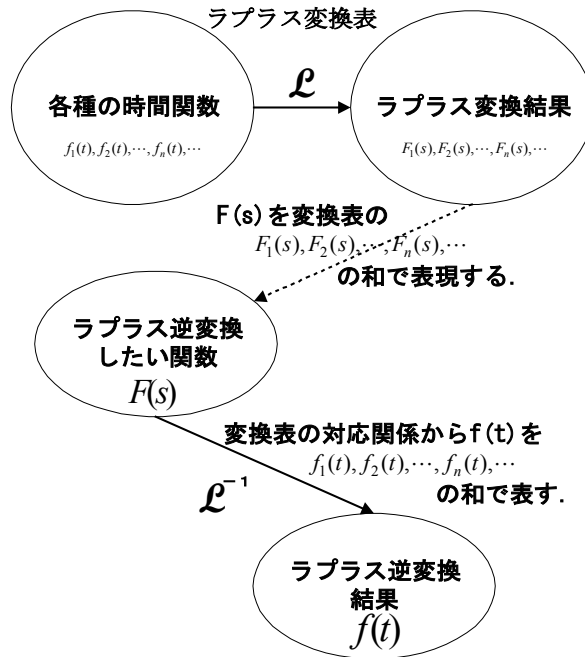 ラプラス変換表
各種の時間関数
f₁(t), f₂(t), ⋯, fₙ(t), ⋯
ℒ
ラプラス変換結果
F₁(s), F₂(s), ⋯, Fₙ(s), ⋯
F(s)を変換表の
F₁(s), F₂(s), ⋯, Fₙ(s), ⋯
の和で表現する.
ラプラス逆変換
したい関数
F(s)
変換表の対応関係からf(t)を
f₁(t), f₂(t), ⋯, fₙ(t), ⋯
の和で表す.
ℒ⁻¹
ラプラス逆変換
結果
f(t)